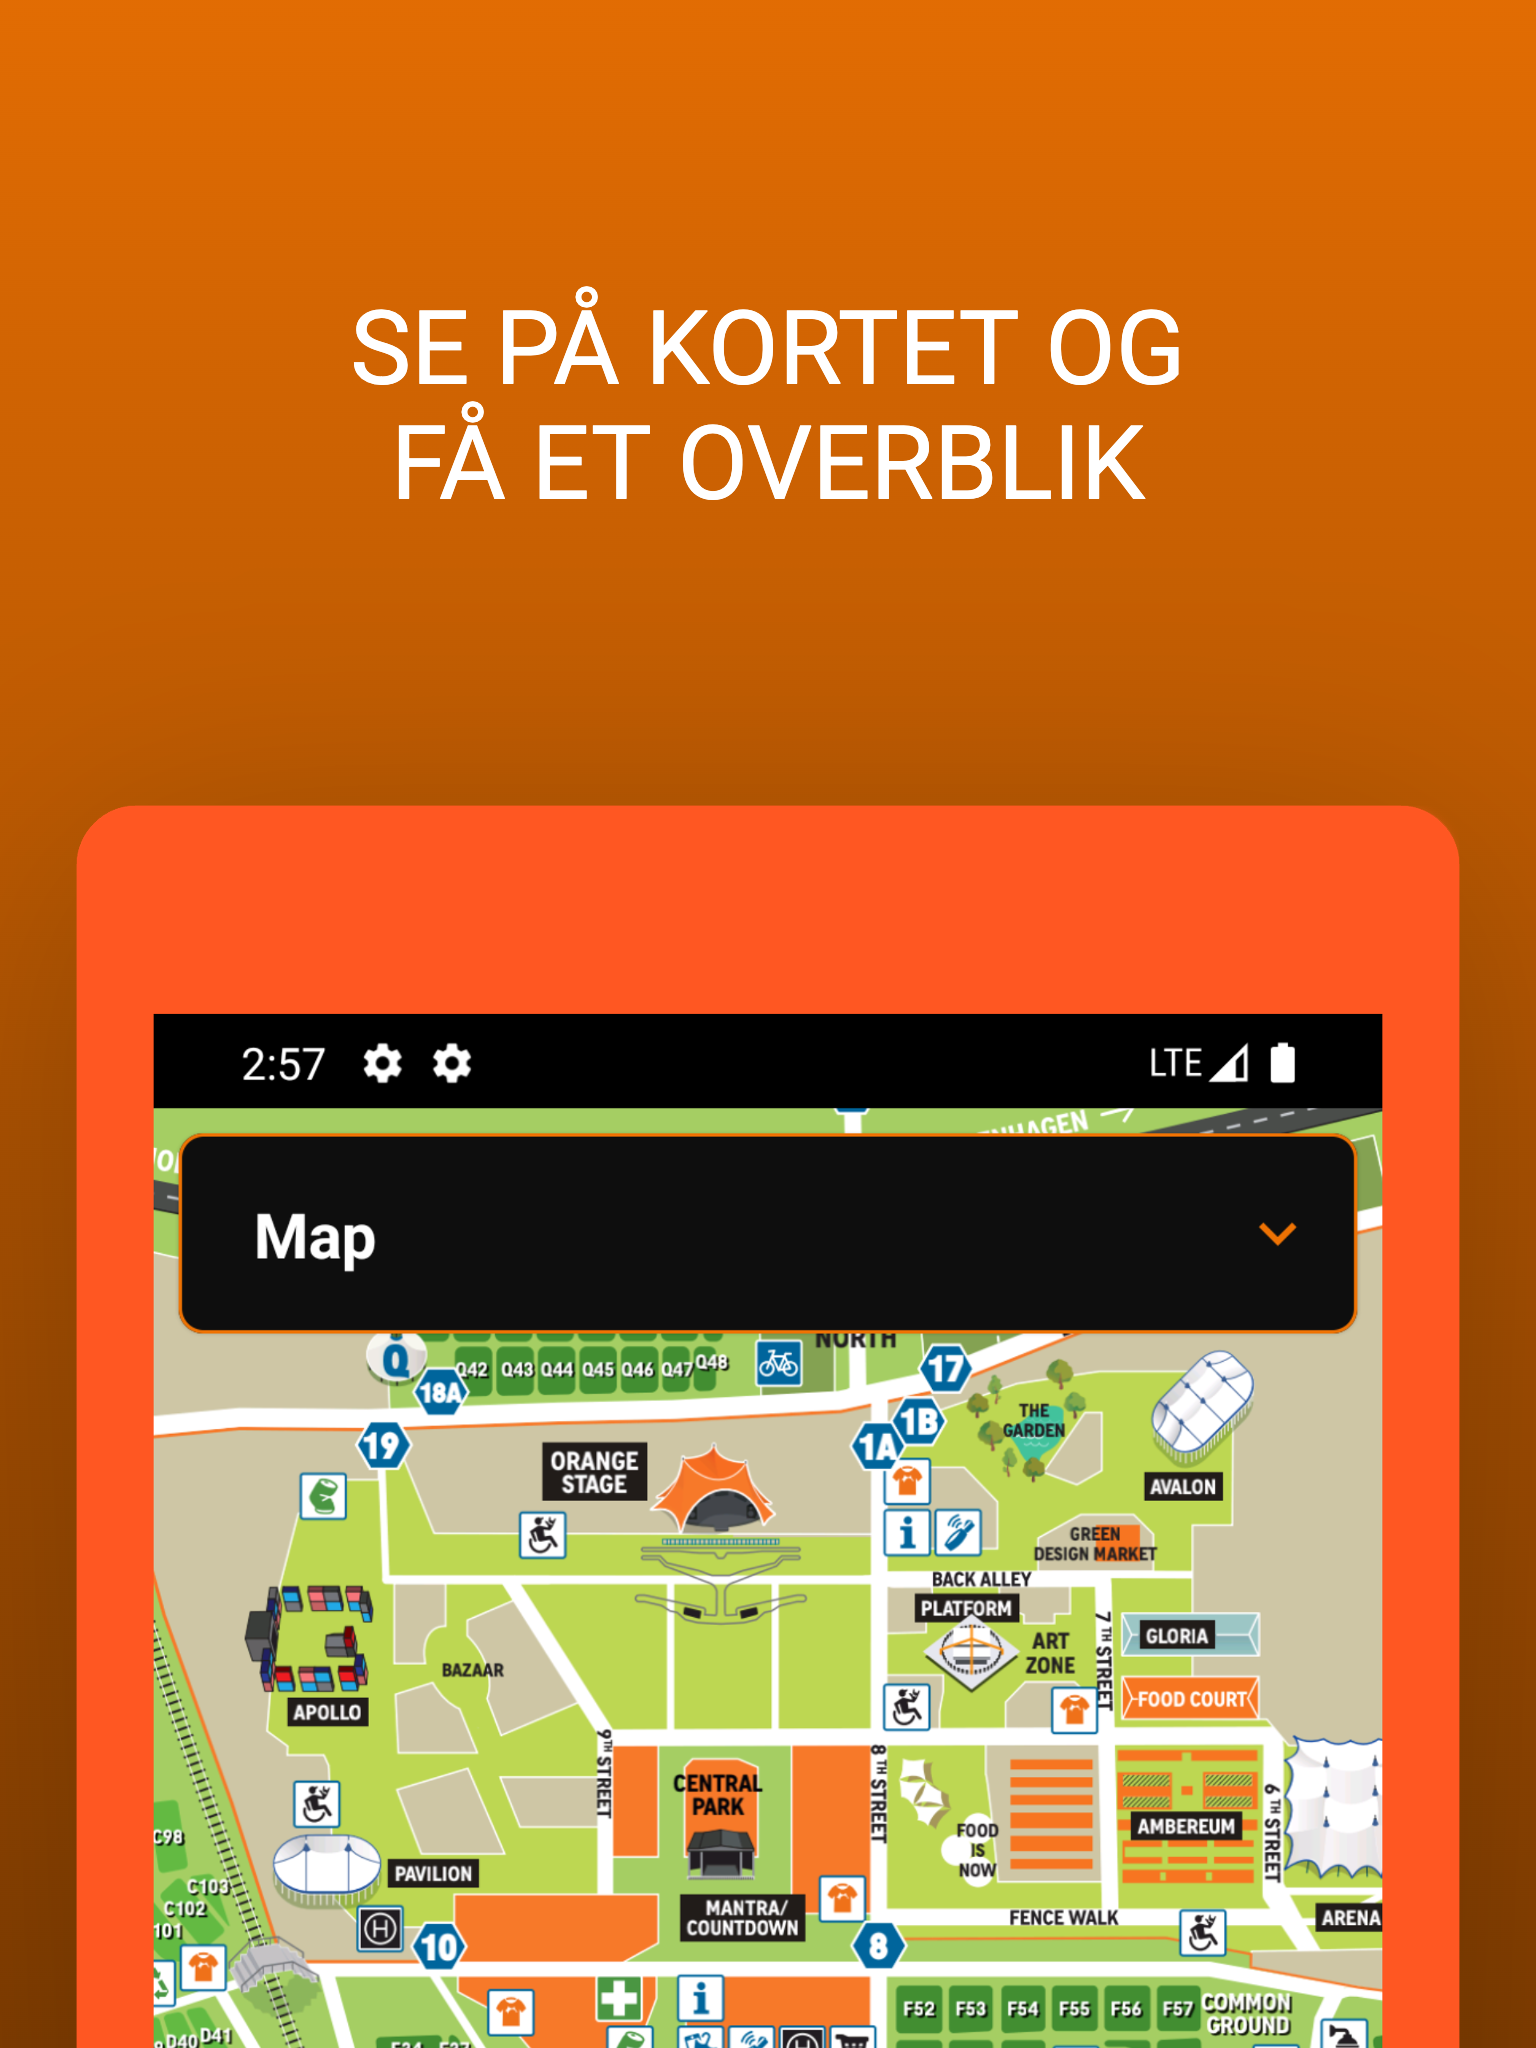 SE PÅ KORTET OG
FÅ ET OVERBLIK
2:57
LTE
Map
NORTH
Q
Q42 Q43 Q44 Q45 Q46 Q47 Q48
18A
17
19
1B
1A
THE
GARDEN
ORANGE
STAGE
AVALON
GREEN
DESIGN MARKET
BACK ALLEY
PLATFORM
ART
ZONE
7TH STREET
GLORIA
FOOD COURT
BAZAAR
APOLLO
9TH STREET
CENTRAL
PARK
8TH STREET
FOOD
IS
NOW
AMBEREUM
6TH STREET
PAVILION
MANTRA/
COUNTDOWN
FENCE WALK
ARENA
C98
C103
C102
101
H
10
8
F52 F53 F54 F55 F56 F57
COMMON
GROUND
D40 D41